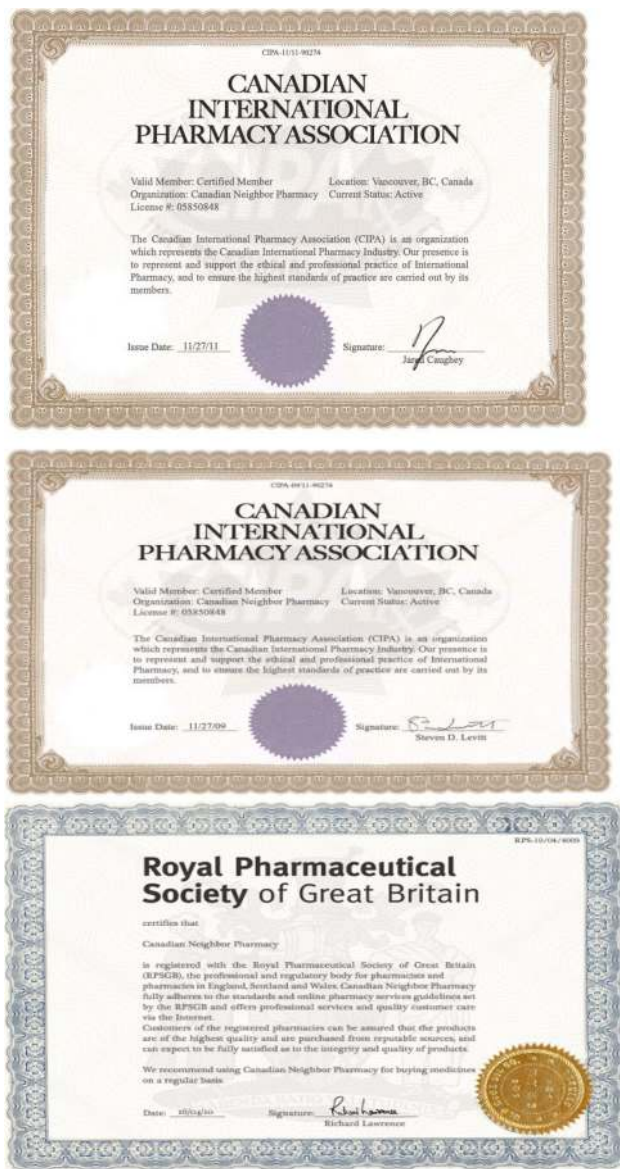 CIPA-11/11-90274
CANADIAN
INTERNATIONAL
PHARMACY ASSOCIATION
Valid Member: Certified Member Location: Vancouver, BC, Canada
Organization: Canadian Neighbor Pharmacy Current Status: Active
License #: 05850848
The Canadian International Pharmacy Association (CIPA) is an organization
which represents the Canadian International Pharmacy Industry. Our presence is
to represent and support the ethical and professional practice of International
Pharmacy, and to ensure the highest standards of practice are carried out by its
members.
Issue Date: 11/27/11 Signature:
Jared Caughey
CIPA-09/11-90274
CANADIAN
INTERNATIONAL
PHARMACY ASSOCIATION
Valid Member: Certified Member Location: Vancouver, BC, Canada
Organization: Canadian Neighbor Pharmacy Current Status: Active
License #: 05850848
The Canadian International Pharmacy Association (CIPA) is an organization
which represents the Canadian International Pharmacy Industry. Our presence is
to represent and support the ethical and professional practice of International
Pharmacy, and to ensure the highest standards of practice are carried out by its
members.
Issue Date: 11/27/09 Signature:
Steven D. Levitt
RPS-10/04/4005
Royal Pharmaceutical
Society of Great Britain
certifies that
Canadian Neighbor Pharmacy
is registered with the Royal Pharmaceutical Society of Great Britain
(RPSGB), the professional and regulatory body for pharmacists and
pharmacies in England, Scotland and Wales. Canadian Neighbor Pharmacy
fully adheres to the standards and online pharmacy services guidelines set
by the RPSGB and offers professional services and quality customer care
via the Internet.
Customers of the registered pharmacies can be assured that the products
are of the highest quality and are purchased from reputable sources, and
can expect to be fully satisfied as to the integrity and quality of products.
We recommend using Canadian Neighbor Pharmacy for buying medicines
on a regular basis
Date: 16/04/10 Signature:
Richard Lawrence